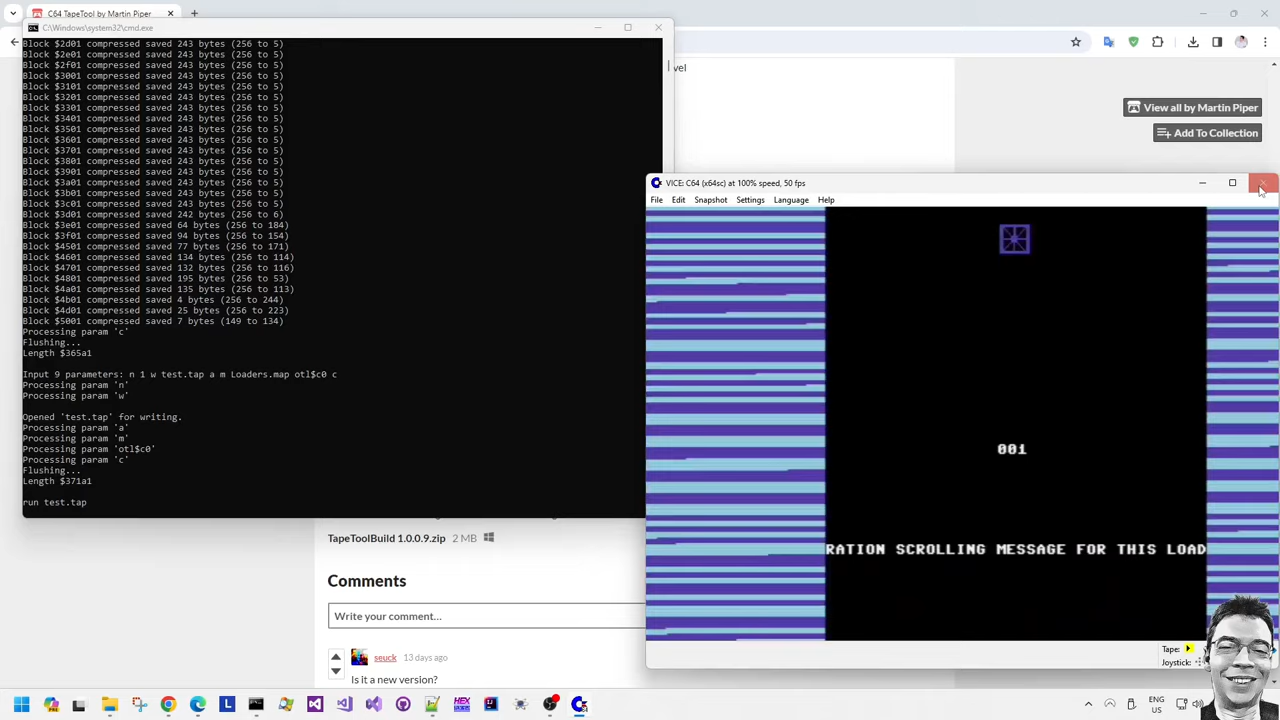 C64 TapeTool by Martin Piper
C:\Windows\system32\cmd.exe
Block $2d01 compressed saved 243 bytes (256 to 5)
Block $2e01 compressed saved 243 bytes (256 to 5)
Block $2f01 compressed saved 243 bytes (256 to 5)
Block $3001 compressed saved 243 bytes (256 to 5)
Block $3101 compressed saved 243 bytes (256 to 5)
Block $3201 compressed saved 243 bytes (256 to 5)
Block $3301 compressed saved 243 bytes (256 to 5)
Block $3401 compressed saved 243 bytes (256 to 5)
Block $3501 compressed saved 243 bytes (256 to 5)
Block $3601 compressed saved 243 bytes (256 to 5)
Block $3701 compressed saved 243 bytes (256 to 5)
Block $3801 compressed saved 243 bytes (256 to 5)
Block $3901 compressed saved 243 bytes (256 to 5)
Block $3a01 compressed saved 243 bytes (256 to 5)
Block $3b01 compressed saved 243 bytes (256 to 5)
Block $3c01 compressed saved 243 bytes (256 to 5)
Block $3d01 compressed saved 242 bytes (256 to 6)
Block $3e01 compressed saved 64 bytes (256 to 184)
Block $3f01 compressed saved 94 bytes (256 to 154)
Block $4501 compressed saved 77 bytes (256 to 171)
Block $4601 compressed saved 134 bytes (256 to 114)
Block $4701 compressed saved 132 bytes (256 to 116)
Block $4801 compressed saved 195 bytes (256 to 53)
Block $4a01 compressed saved 135 bytes (256 to 113)
Block $4b01 compressed saved 4 bytes (256 to 244)
Block $4d01 compressed saved 25 bytes (256 to 223)
Block $5001 compressed saved 7 bytes (149 to 134)
Processing param 'c'
Flushing...
Length $365a1
Input 9 parameters: n 1 w test.tap a m Loaders.map otl$c0 c
Processing param 'n'
Processing param 'w'
Opened 'test.tap' for writing.
Processing param 'a'
Processing param 'm'
Processing param 'otl$c0'
Processing param 'c'
Flushing...
Length $371a1
run test.tap
vel
View all by Martin Piper
Add To Collection
VICE: C64 (x64sc) at 100% speed, 50 fps
File Edit Snapshot Settings Language Help
001
RATION SCROLLING MESSAGE FOR THIS LOAD
Tape:
Joystick:
TapeToolBuild 1.0.0.9.zip 2 MB
Comments
Write your comment...
seuck 13 days ago
Is it a new version?
L
HEX
ENG
US